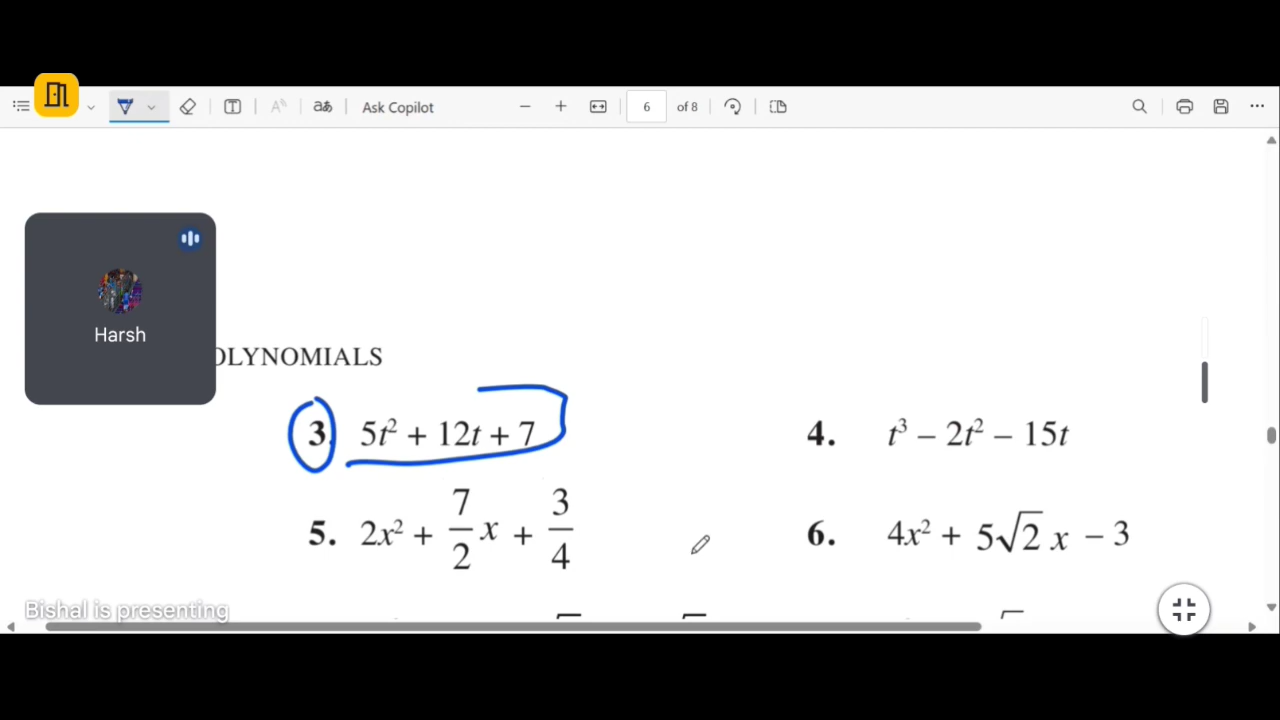 Ask Copilot 6 of 8
Harsh
OLYNOMIALS
3. 5t² + 12t + 7
4. t³ – 2t² – 15t
5. 2x² + 7/2 x + 3/4
6. 4x² + 5√2 x – 3
Bishal is presenting